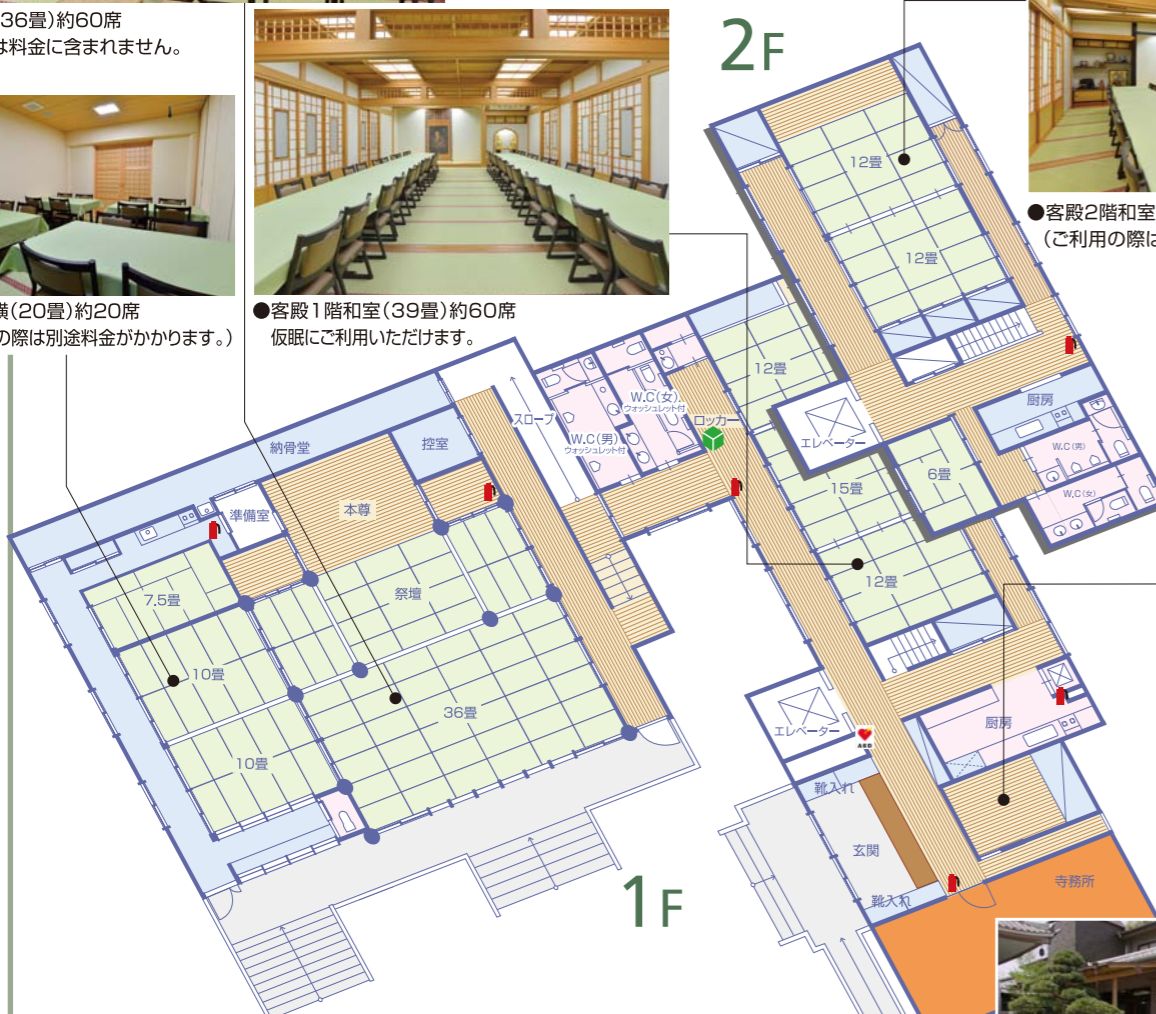 36畳）約60席
は料金に含まれません。
2F
横（20畳）約20席
の際は別途料金がかかります。）
●客殿1階和室（39畳）約60席
仮眠にご利用いただけます。
●客殿2階和室
（ご利用の際は
12畳
12畳
12畳
厨房
W.C（男）
W.C（女）
6畳
エレベーター
15畳
12畳
ロッカー
W.C（女）
ウォッシュレット付
W.C（男）
ウォッシュレット付
スロープ
控室
納骨堂
準備室
本尊
祭壇
7.5畳
10畳
10畳
36畳
厨房
エレベーター
AED
靴入れ
玄関
靴入れ
寺務所
1F